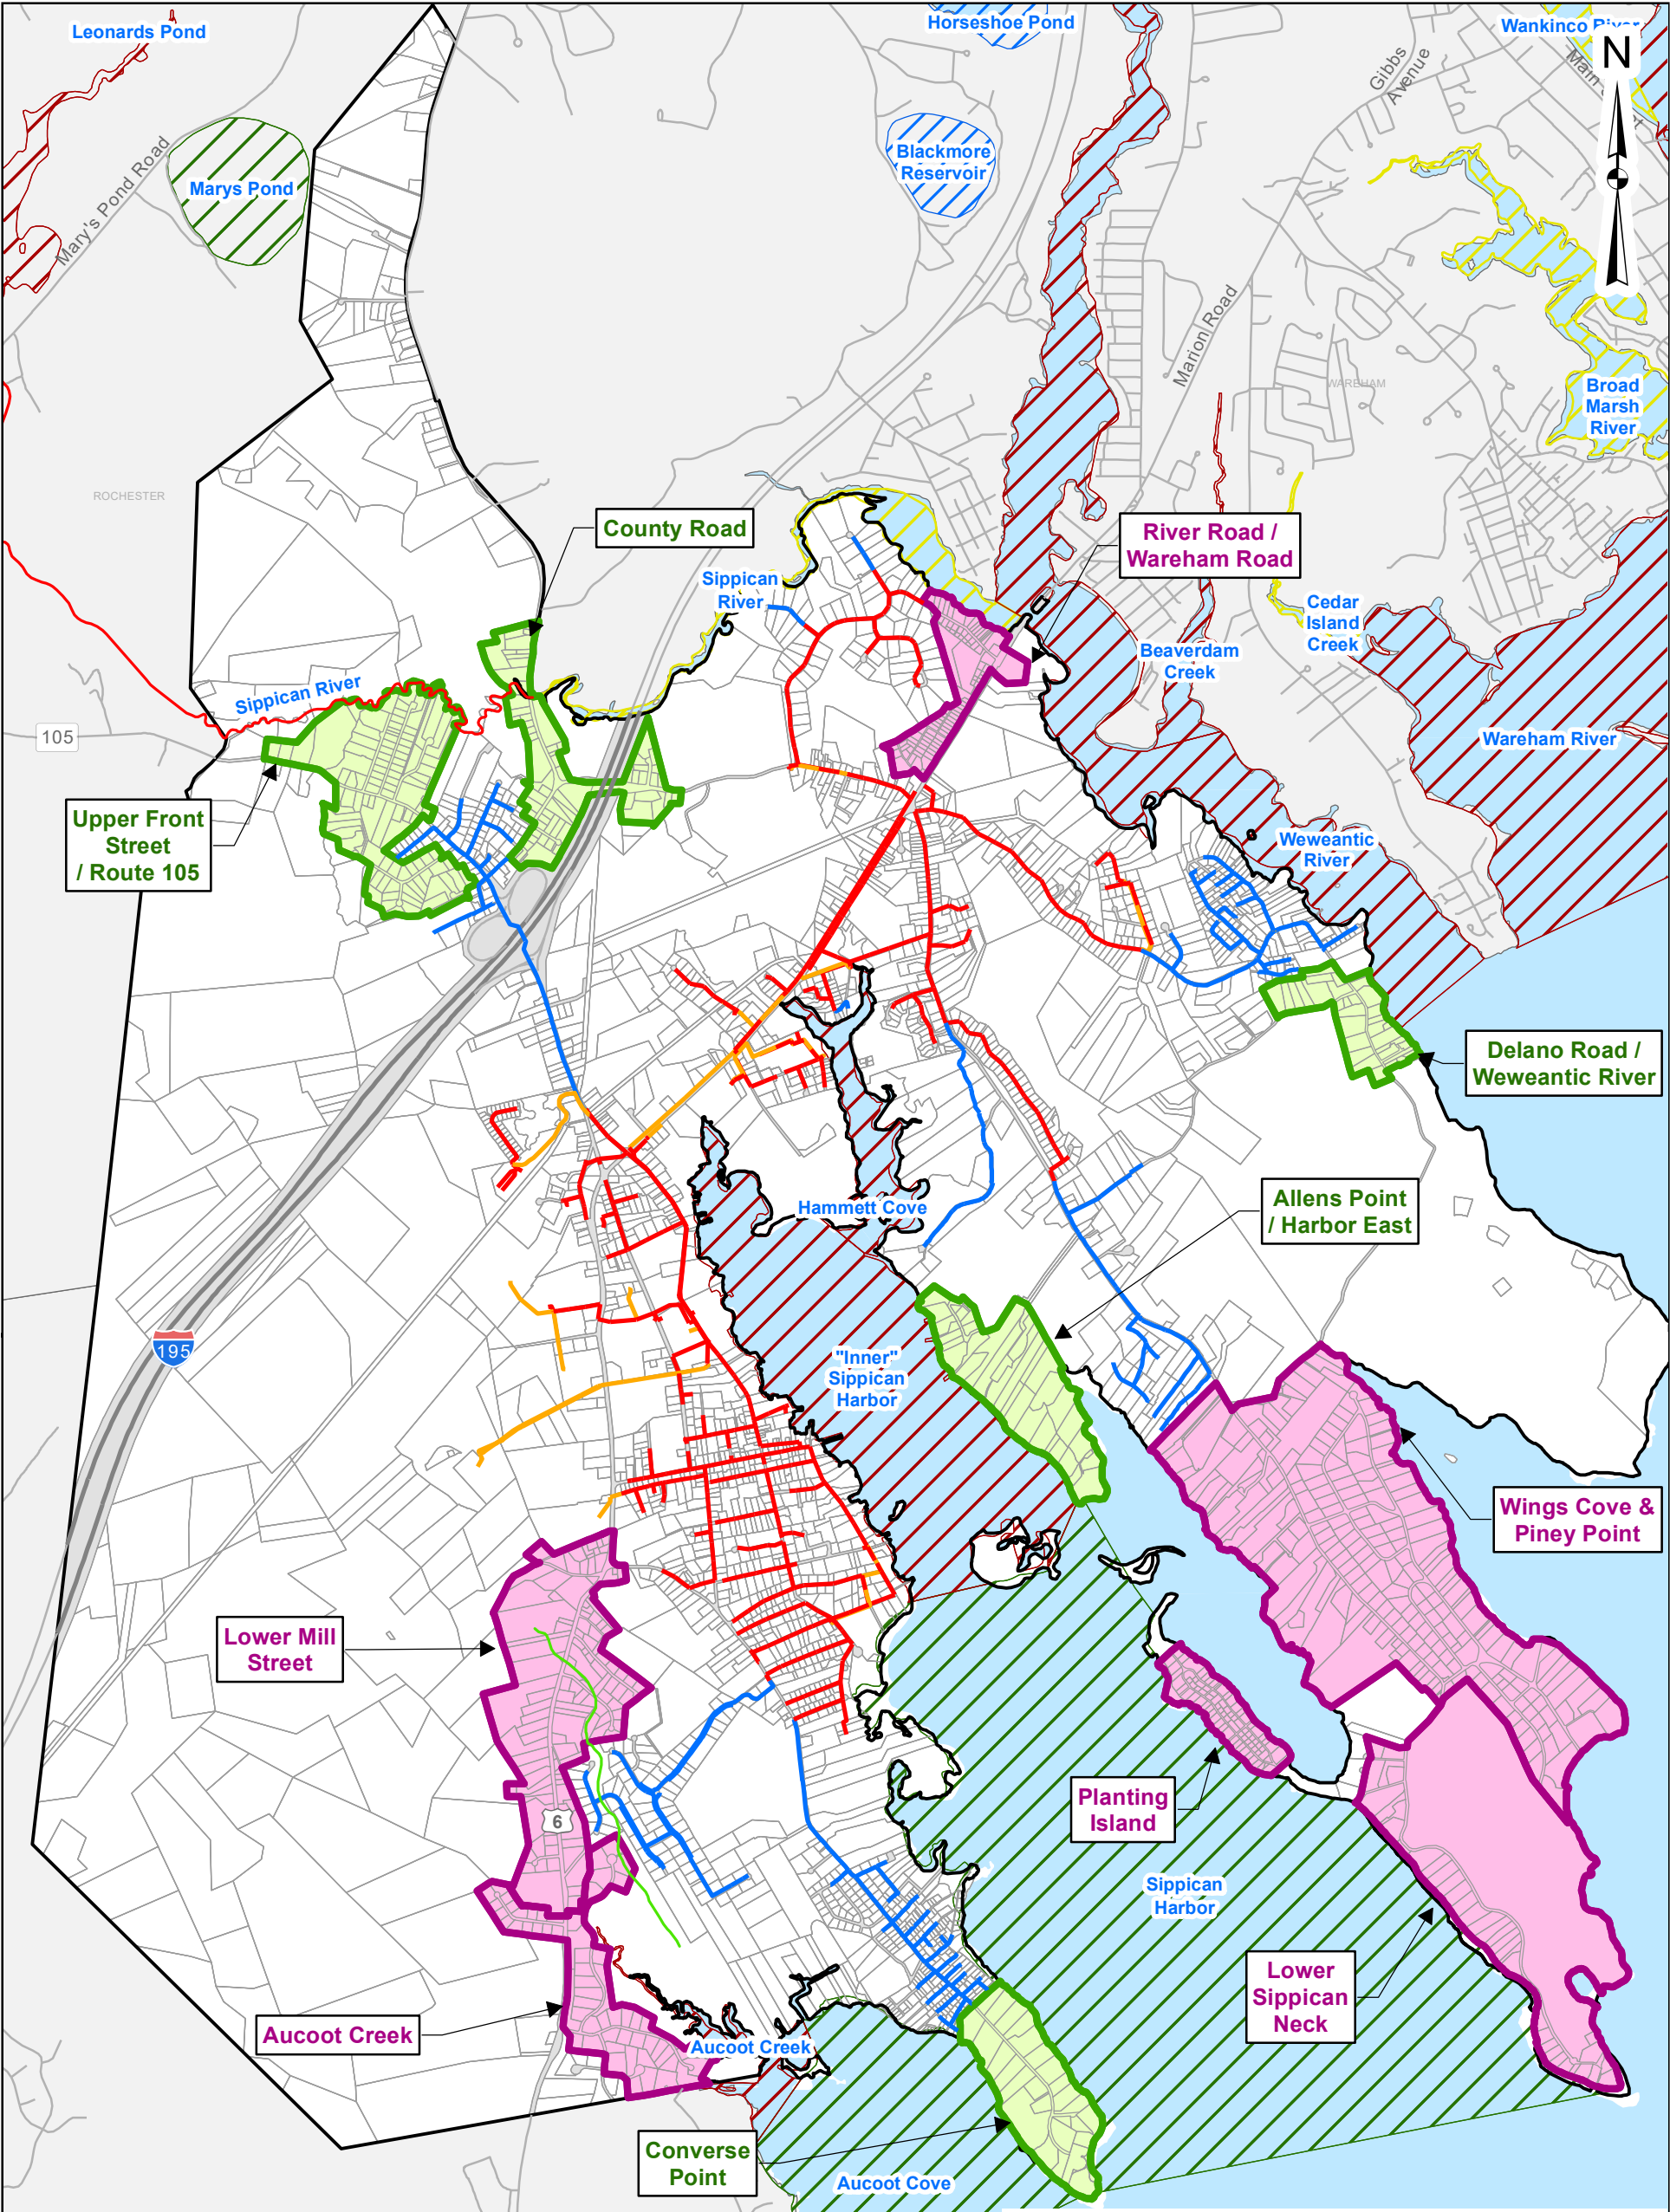 Leonards Pond
Horseshoe Pond
Wankinco River
N
Gibbs
Avenue
Main
Mary's Pond Road
Marys Pond
Blackmore
Reservoir
Marion Road
WAREHAM
Broad
Marsh
River
ROCHESTER
County Road
River Road /
Wareham Road
Sippican
River
Cedar
Island
Creek
Beaverdam
Creek
Sippican River
105
Wareham River
Upper Front
Street
/ Route 105
Weweantic
River
Delano Road /
Weweantic River
Hammett Cove
Allens Point
/ Harbor East
195
"Inner"
Sippican
Harbor
Wings Cove &
Piney Point
Lower Mill
Street
Planting
Island
6
Sippican
Harbor
Lower
Sippican
Neck
Aucoot Creek
Aucoot Creek
Converse
Point
Aucoot Cove